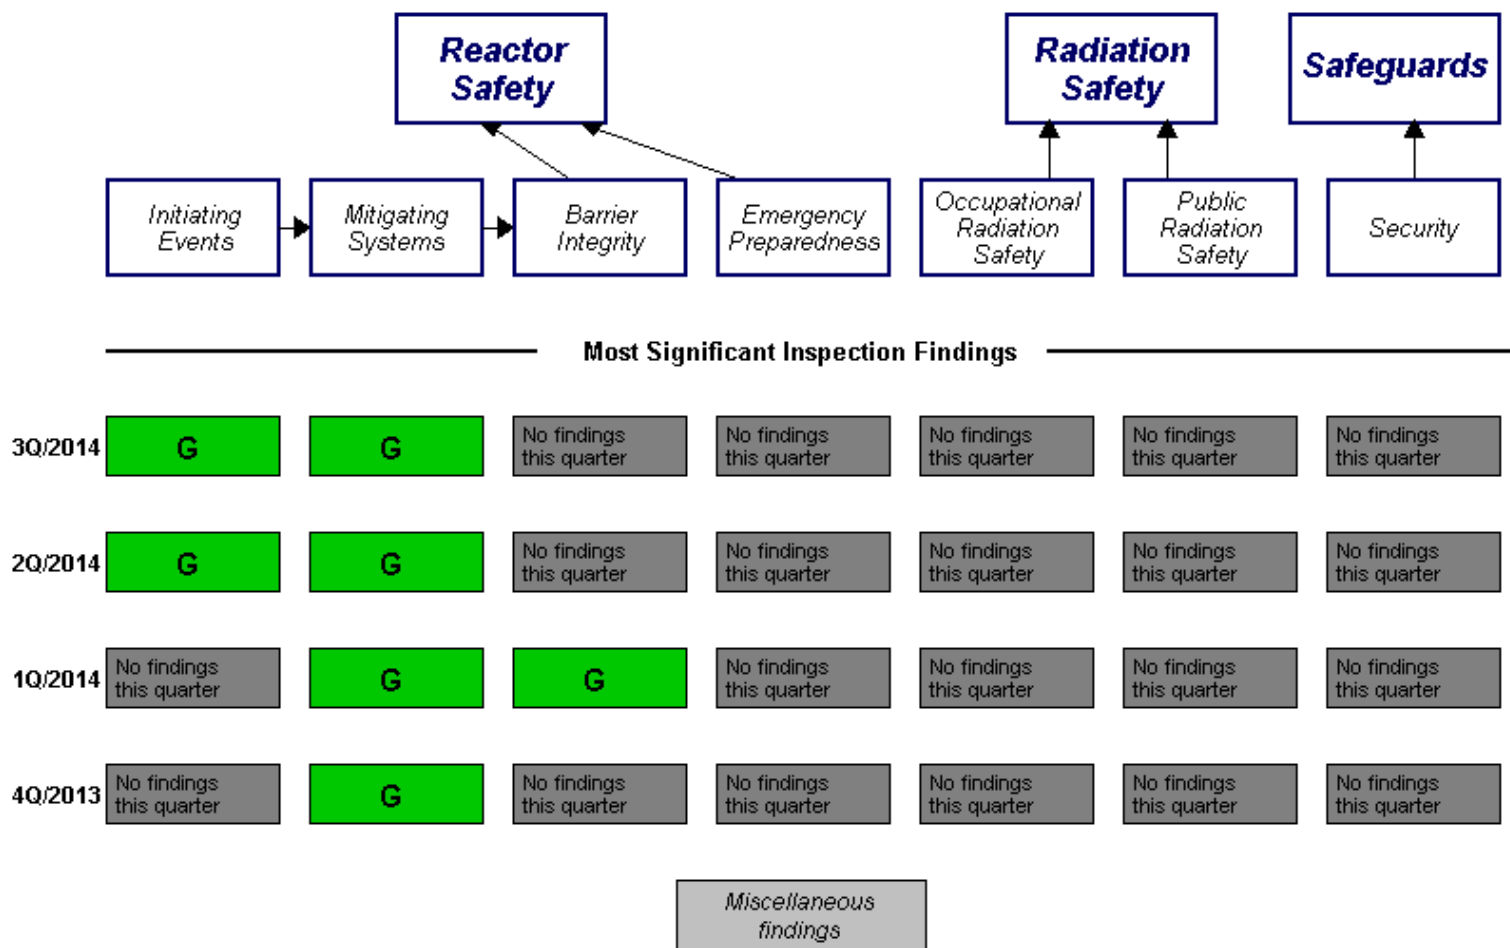 Reactor
Safety
Radiation
Safety
Safeguards
Initiating
Events
Mitigating
Systems
Barrier
Integrity
Emergency
Preparedness
Occupational
Radiation
Safety
Public
Radiation
Safety
Security
Most Significant Inspection Findings
3Q/2014
G
G
No findings
this quarter
No findings
this quarter
No findings
this quarter
No findings
this quarter
No findings
this quarter
2Q/2014
G
G
No findings
this quarter
No findings
this quarter
No findings
this quarter
No findings
this quarter
No findings
this quarter
1Q/2014
No findings
this quarter
G
G
No findings
this quarter
No findings
this quarter
No findings
this quarter
No findings
this quarter
4Q/2013
No findings
this quarter
G
No findings
this quarter
No findings
this quarter
No findings
this quarter
No findings
this quarter
No findings
this quarter
Miscellaneous
findings